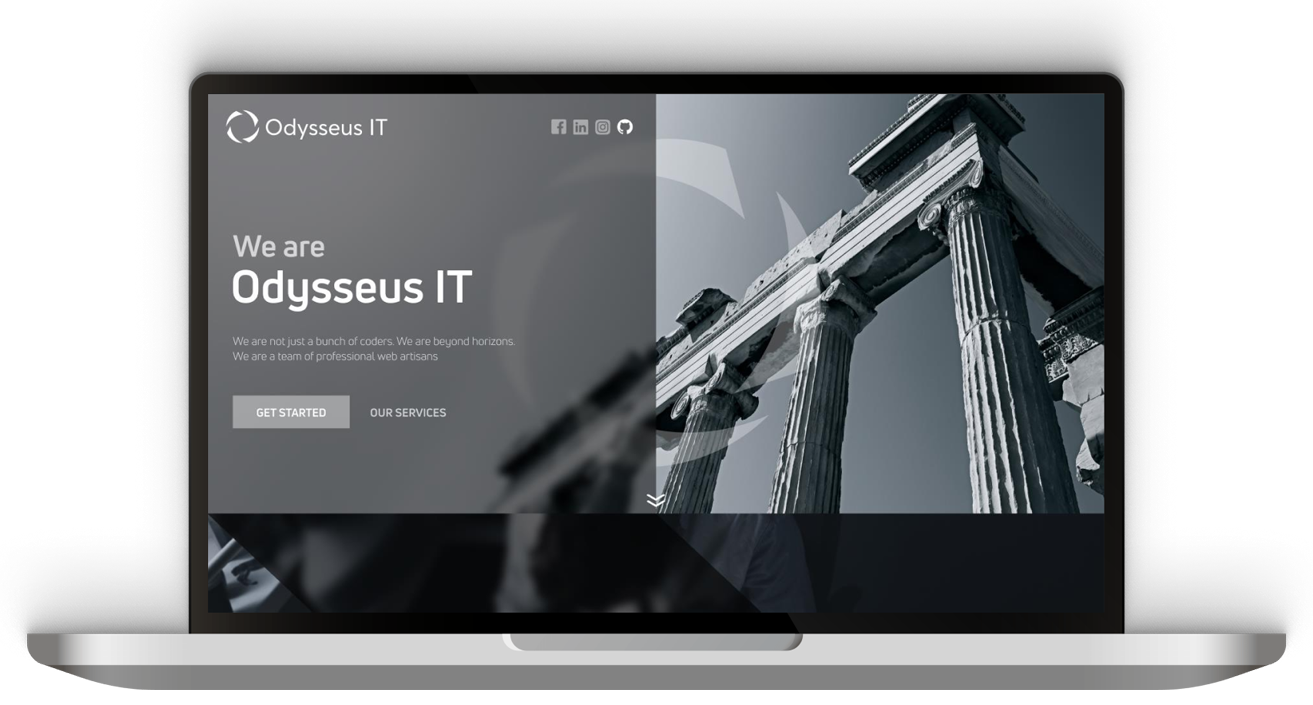 Odysseus IT
We are
Odysseus IT
We are not just a bunch of coders. We are beyond horizons.
We are a team of professional web artisans
GET STARTED
OUR SERVICES